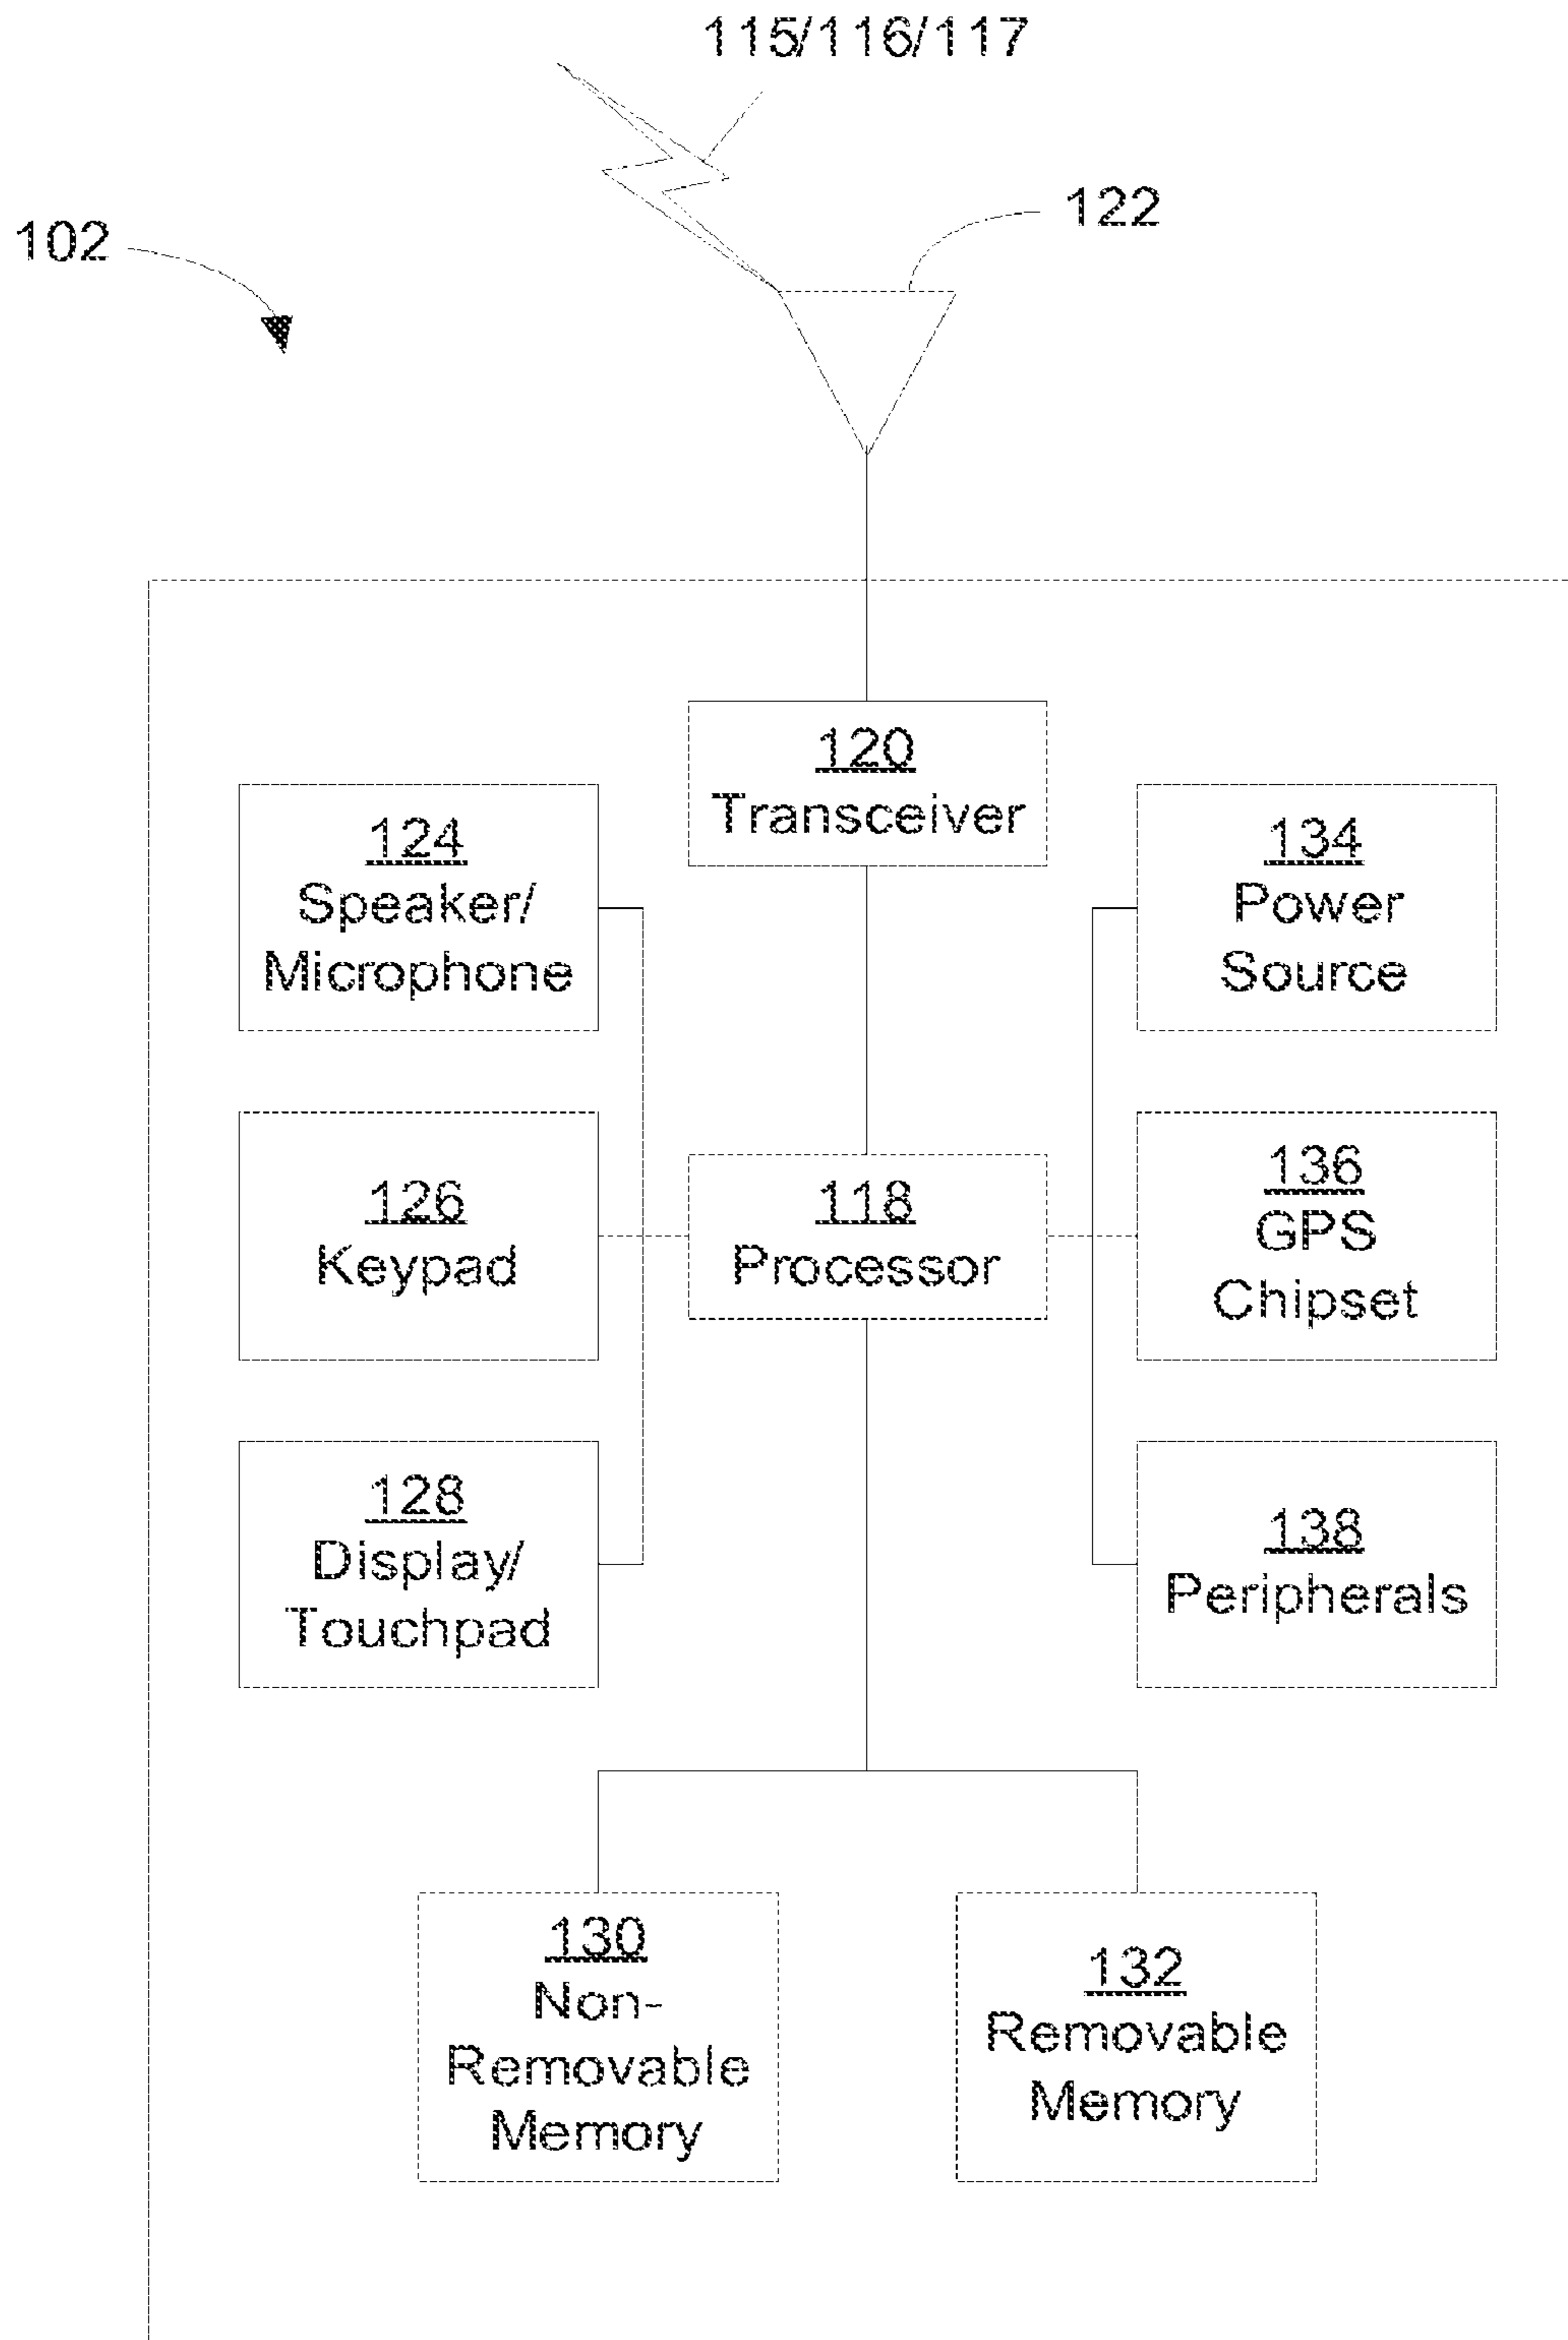 115/116/117
122
102
120
Transceiver
124
Speaker/
Microphone
134
Power
Source
126
Keypad
118
Processor
136
GPS
Chipset
128
Display/
Touchpad
138
Peripherals
130
Non-
Removable
Memory
132
Removable
Memory